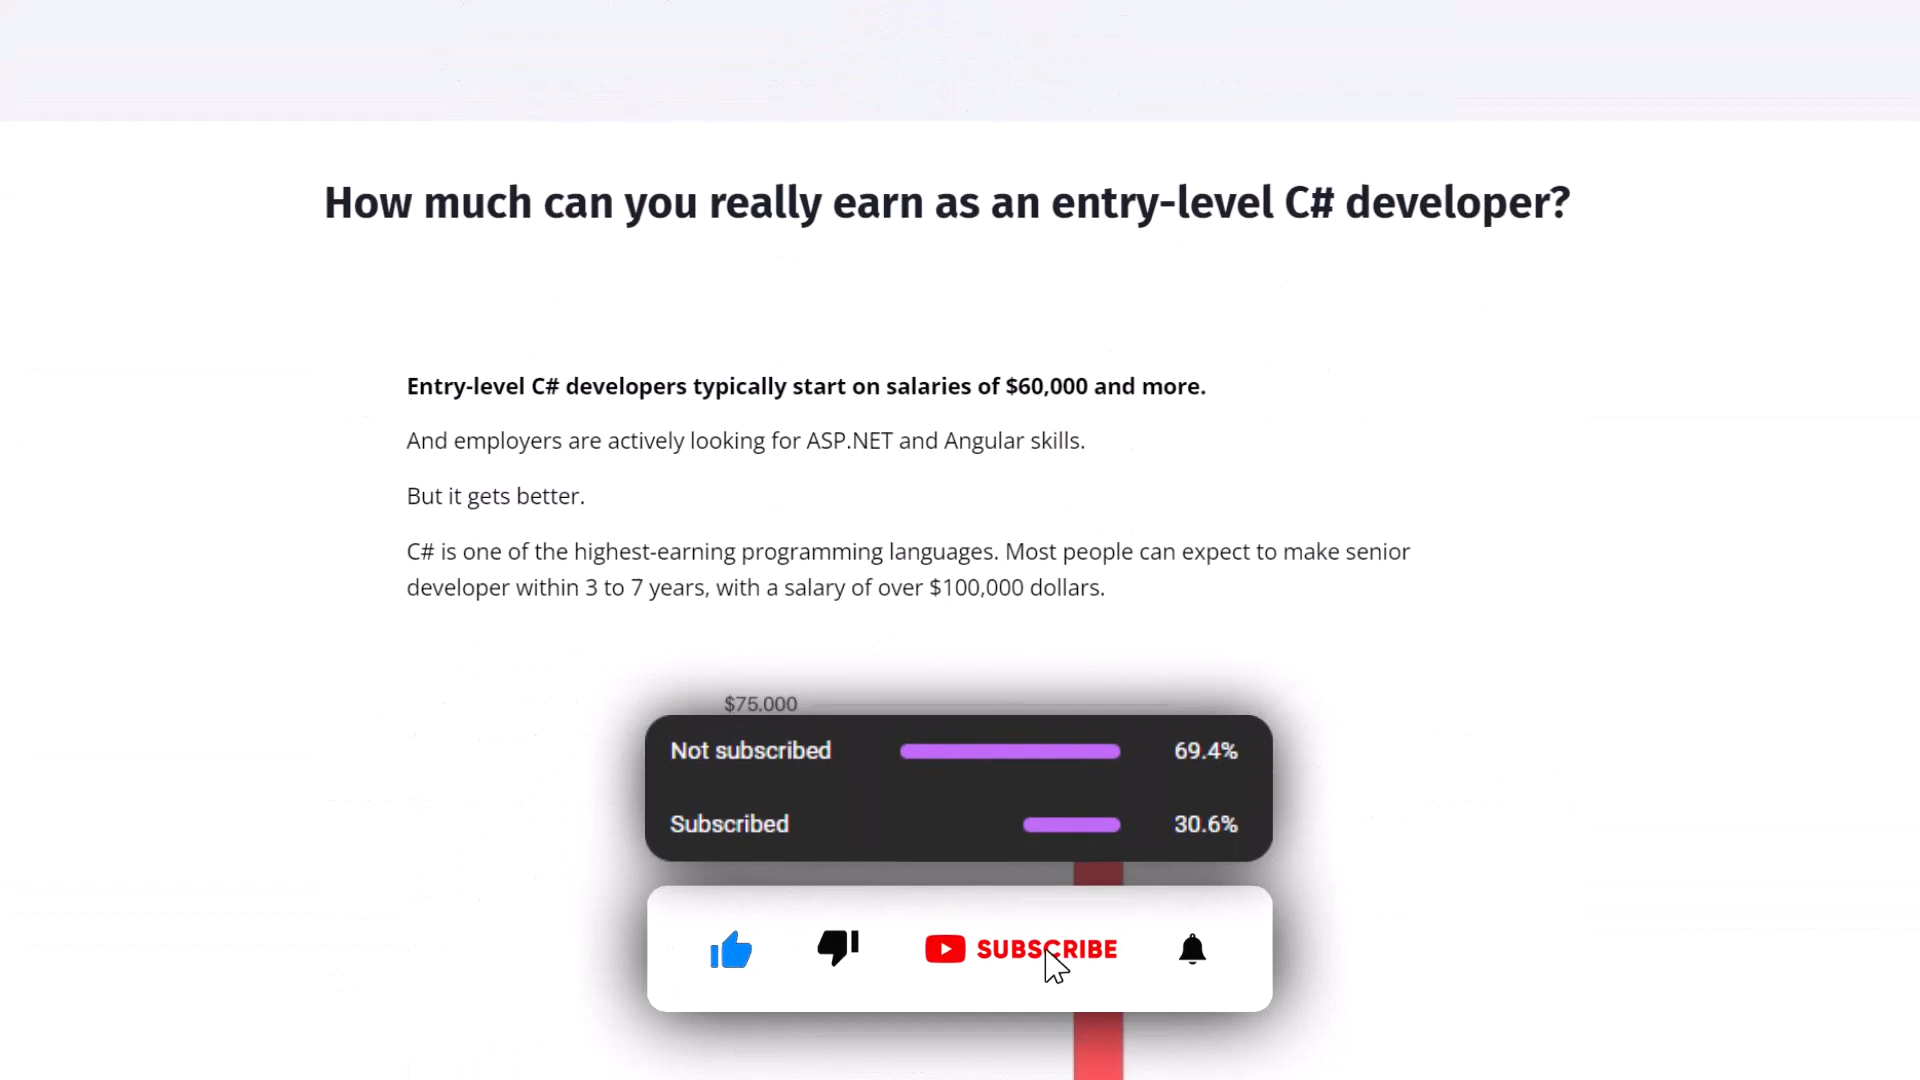 How much can you really earn as an entry-level C# developer?
Entry-level C# developers typically start on salaries of $60,000 and more.
And employers are actively looking for ASP.NET and Angular skills.
But it gets better.
C# is one of the highest-earning programming languages. Most people can expect to make senior
developer within 3 to 7 years, with a salary of over $100,000 dollars.
$75.000
Not subscribed 69.4%
Subscribed 30.6%
SUBSCRIBE